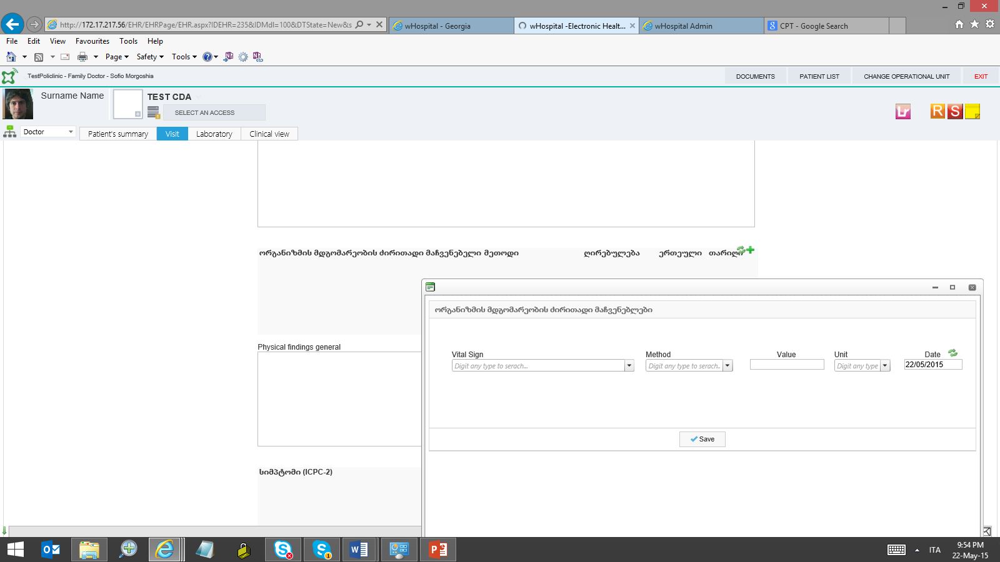 http://172.17.217.56/EHR/EHRPage/EHR.aspx?IDEHR=235&IDMdl=100&DTState=New&s
wHospital - Georgia
wHospital -Electronic Healt...
wHospital Admin
CPT - Google Search
File Edit View Favourites Tools Help
Page Safety Tools
TestPoliclinic - Family Doctor - Sofio Morgoshia
DOCUMENTS PATIENT LIST CHANGE OPERATIONAL UNIT EXIT
Surname Name
TEST CDA
SELECT AN ACCESS
Lr R S
Doctor
Patient's summary Visit Laboratory Clinical view
ორგანიზმის მდგომარეობის ძირითადი მაჩვენებელი მეთოდი ღირებულება ერთეული თარიღი
ორგანიზმის მდგომარეობის ძირითადი მაჩვენებლები
Physical findings general
Vital Sign Method Value Unit Date
Digit any type to serach... Digit any type to serach.. Digit any type 22/05/2015
Save
სიმპტომი (ICPC-2)
ITA
9:54 PM
22-May-15